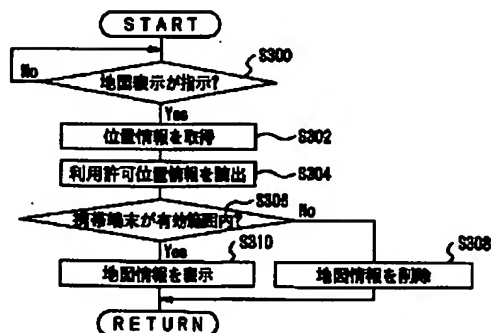 START
S300
No
地図表示が指示?
Yes
位置情報を取得
S302
利用許可位置情報を読出
S304
S306
携帯端末が有効範囲内?
No
Yes
S310
S308
地図情報を表示
地図情報を削除
RETURN